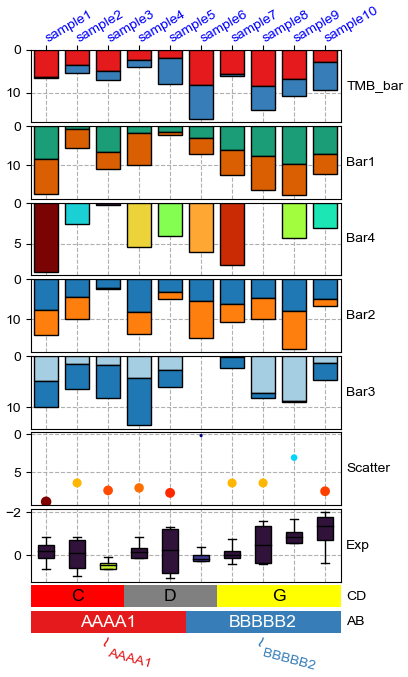 sample1 sample2 sample3 sample4 sample5 sample6 sample7 sample8 sample9 sample10
0
10
TMB_bar
0
10
Bar1
0
5
Bar4
0
10
Bar2
0
10
Bar3
0
5
Scatter
−2
0
Exp
C D G CD
AAAA1 BBBBB2 AB
AAAA1 BBBBB2